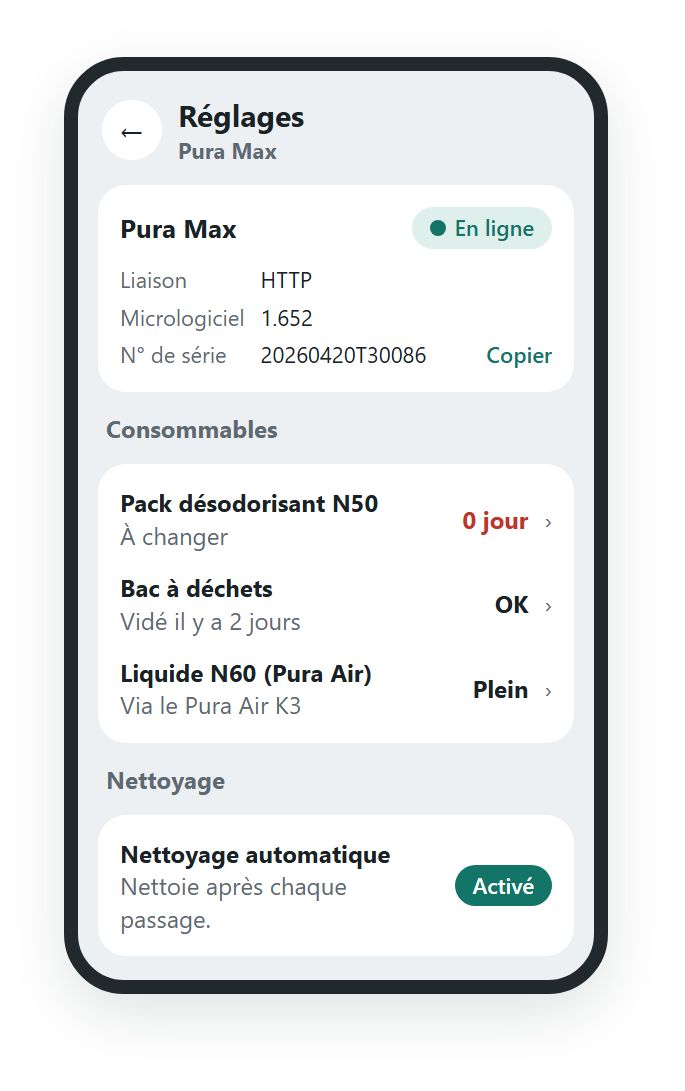 ←
Réglages
Pura Max
Pura Max
En ligne
Liaison HTTP
Micrologiciel 1.652
N° de série 20260420T30086 Copier
Consommables
Pack désodorisant N50
À changer
0 jour ›
Bac à déchets
Vidé il y a 2 jours
OK ›
Liquide N60 (Pura Air)
Via le Pura Air K3
Plein ›
Nettoyage
Nettoyage automatique
Nettoie après chaque
passage.
Activé